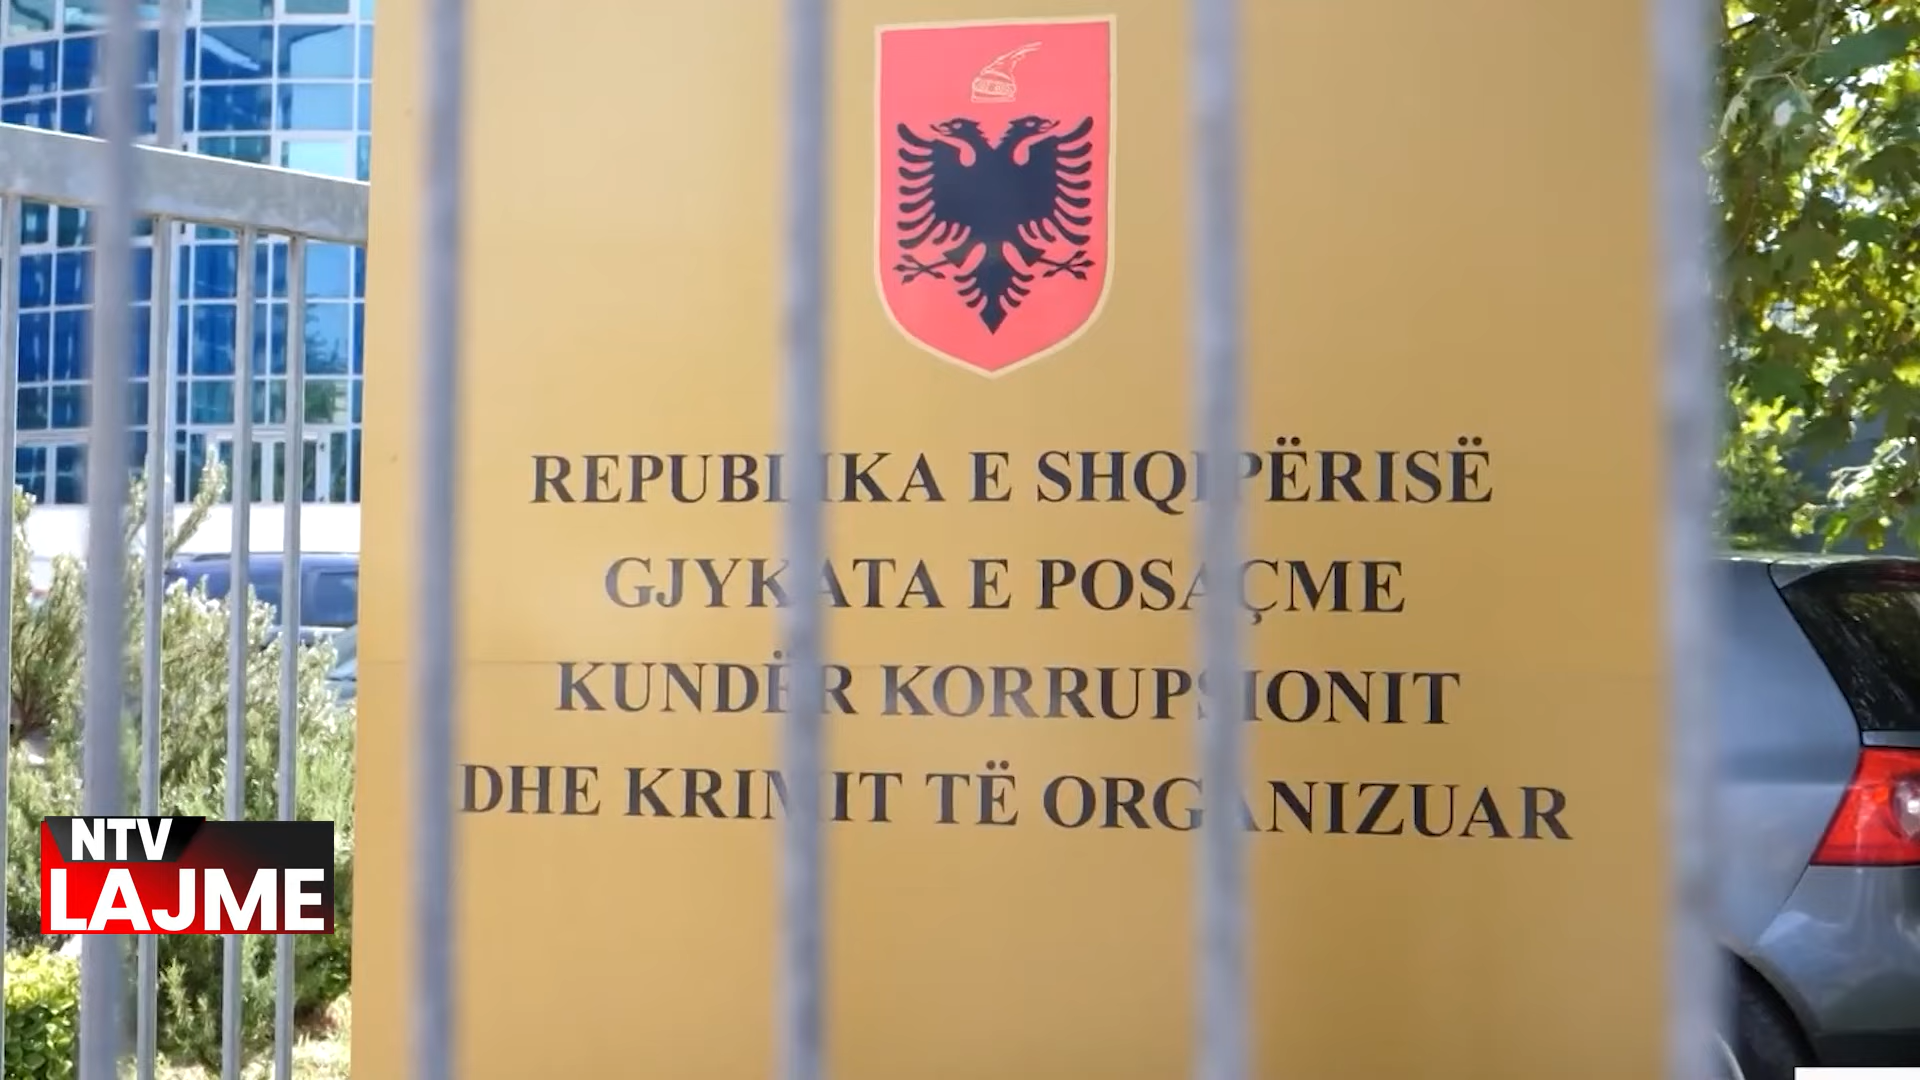 REPUBLIKA E SHQIPËRISË
GJYKATA E POSAÇME
KUNDËR KORRUPSIONIT
DHE KRIMIT TË ORGANIZUAR
NTV
LAJME